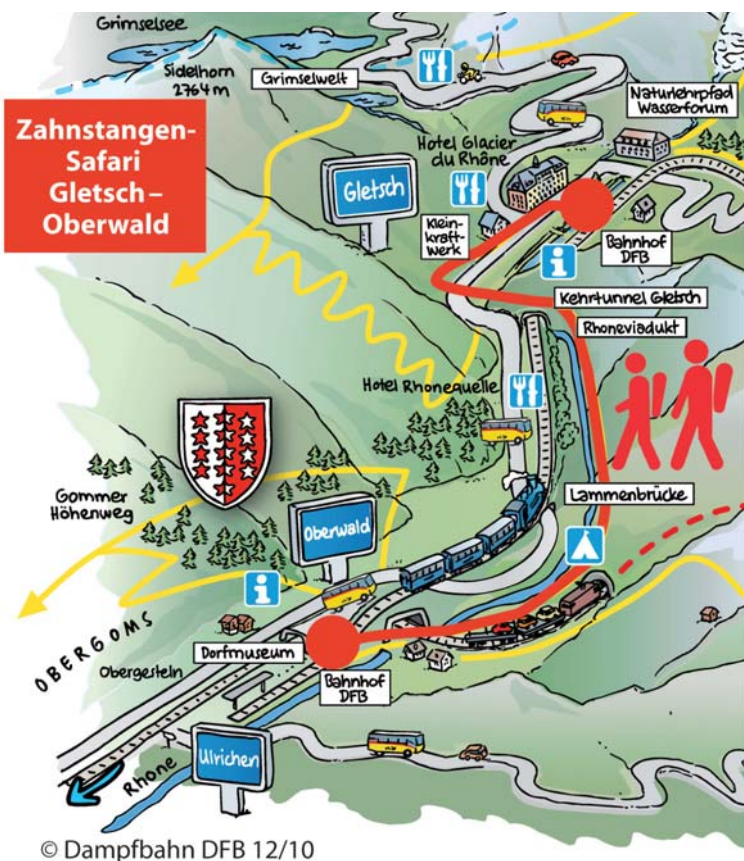 Grimselsee
Sidelhorn
2764 m
Grimselwelt
Naturlehrpfad
Wasserforum
Zahnstangen-
Safari
Gletsch–
Oberwald
Hotel Glacier
du Rhône
Gletsch
Klein-
kraft-
werk
Bahnhof
DFB
Kehrtunnel Gletsch
Rhoneviadukt
Hotel Rhonequelle
Gommer
Höhenweg
Lammenbrücke
Oberwald
OBERGOMS
Obergesteln
Dorfmuseum
Bahnhof
DFB
Ulrichen
Rhone
© Dampfbahn DFB 12/10